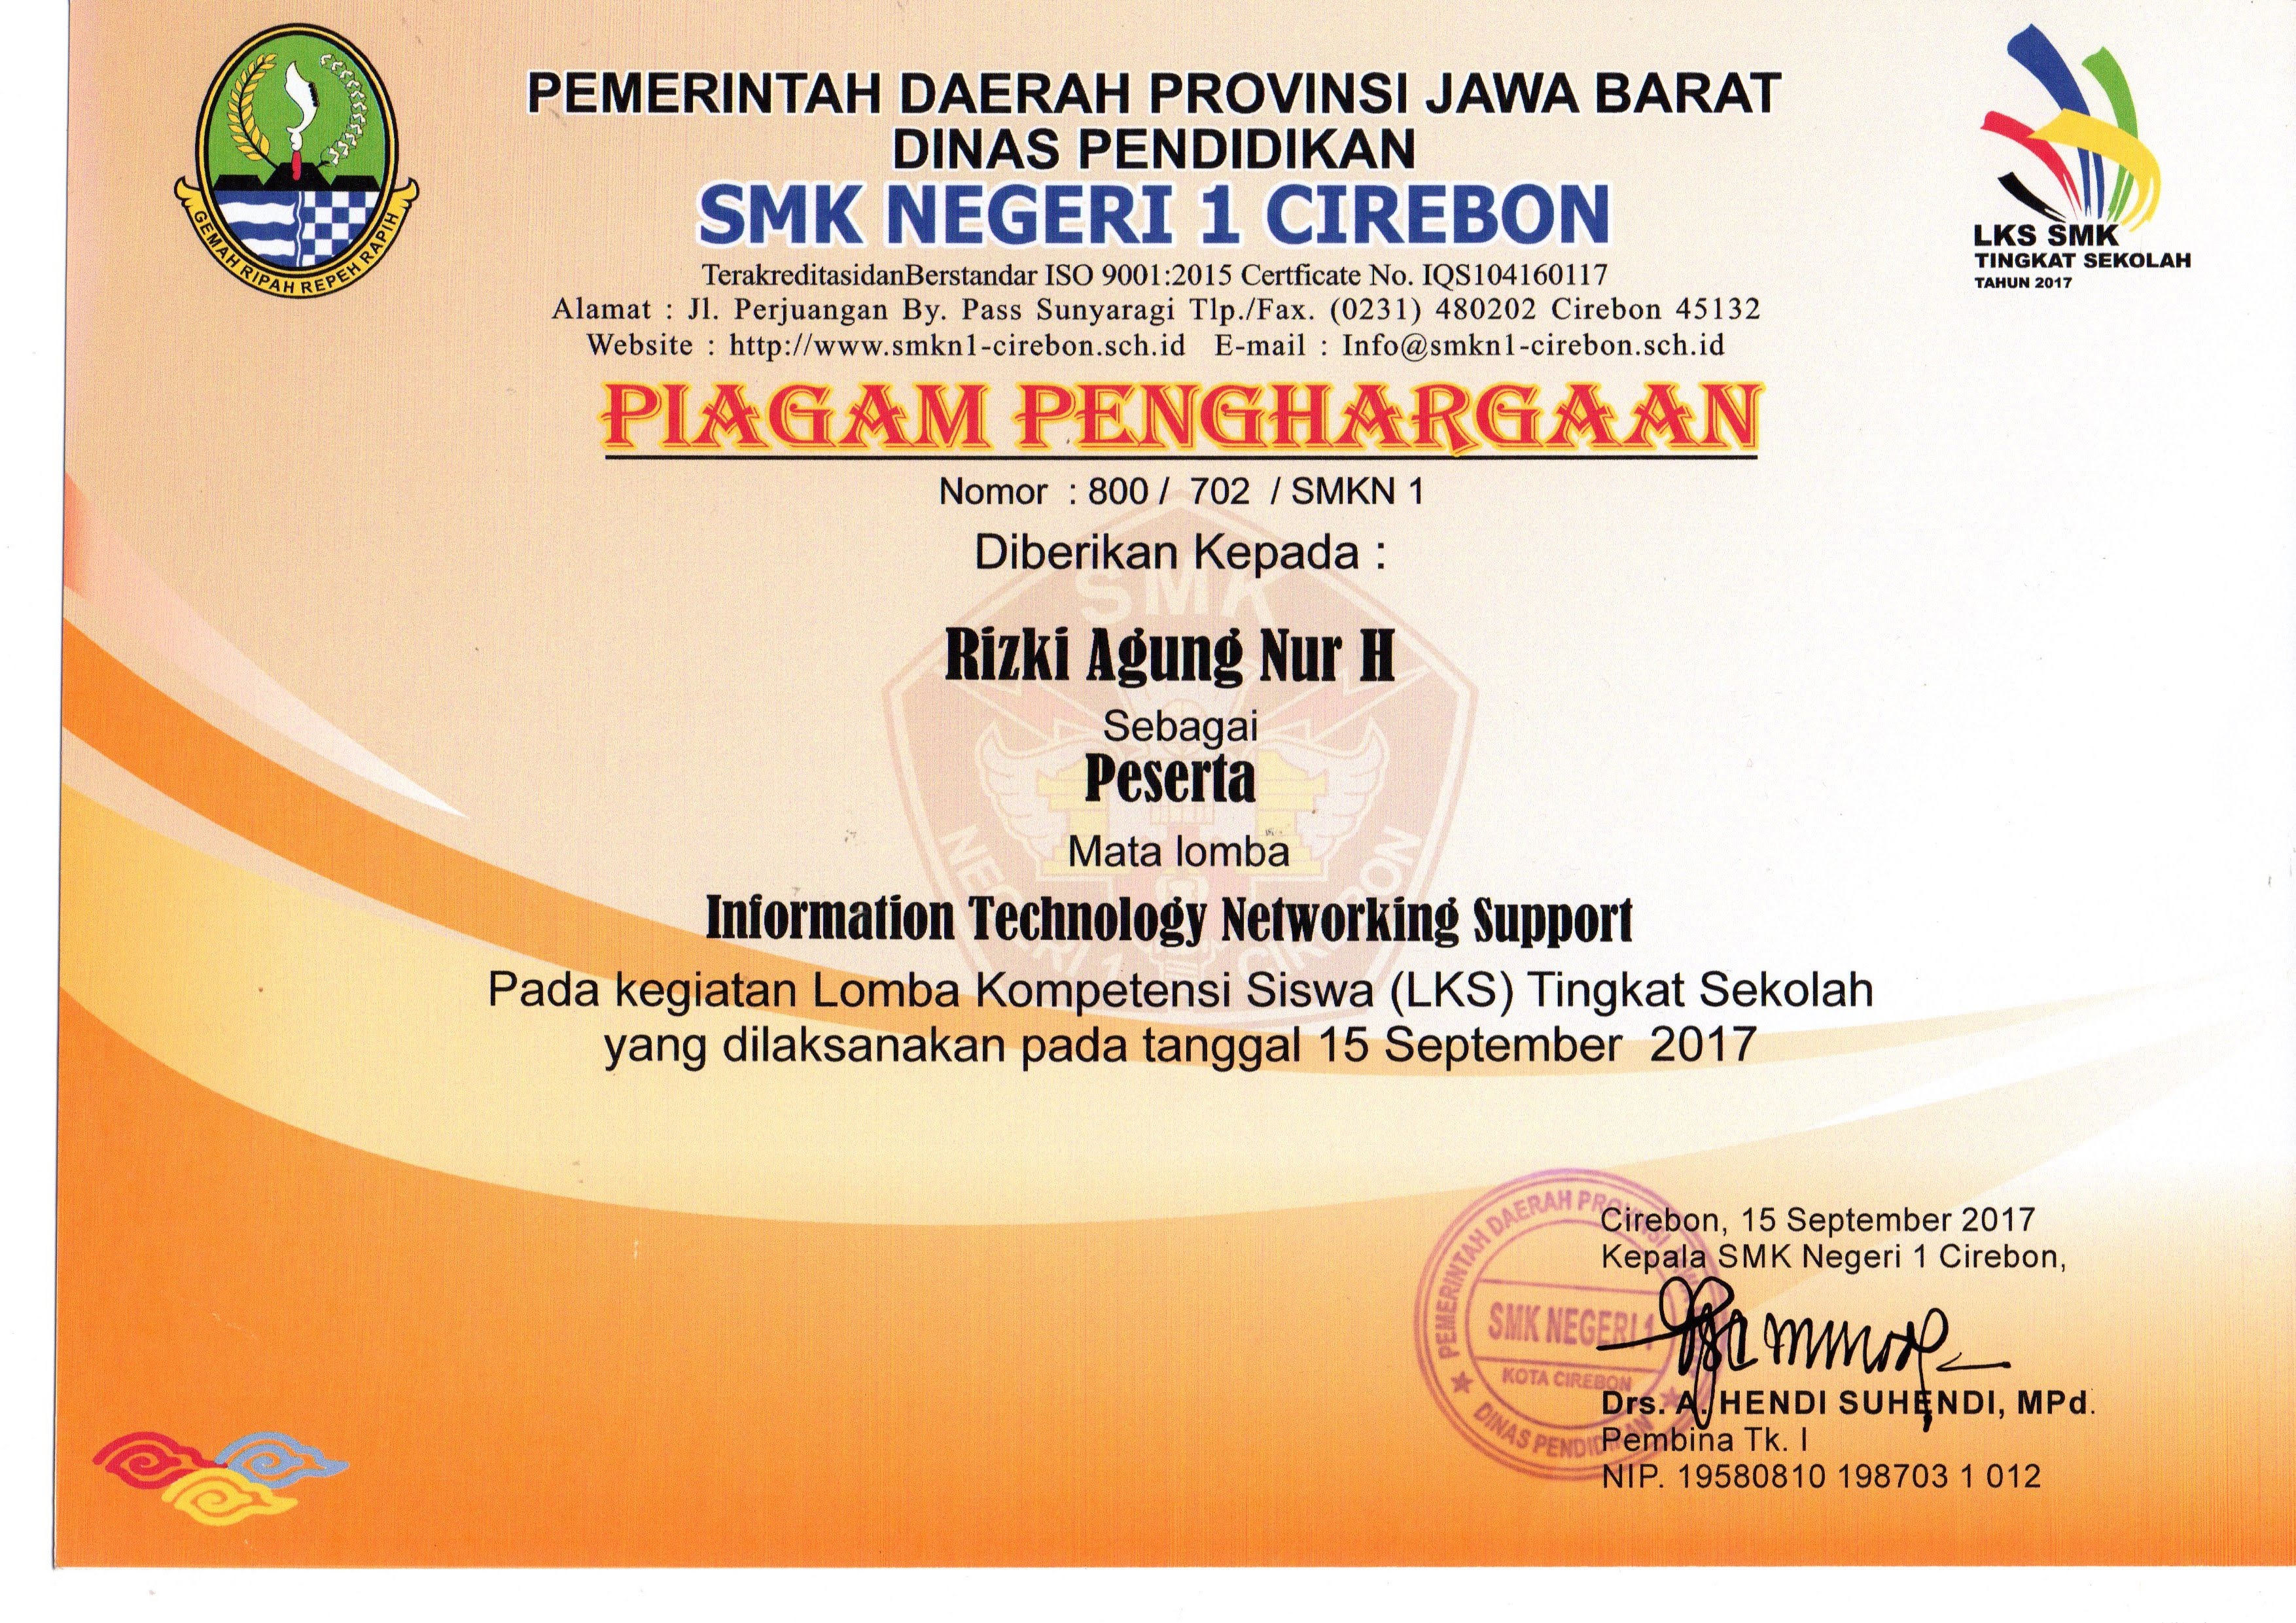 PEMERINTAH DAERAH PROVINSI JAWA BARAT
DINAS PENDIDIKAN
SMK NEGERI 1 CIREBON
TerakreditasidanBerstandar ISO 9001:2015 Certficate No. IQS104160117
Alamat : Jl. Perjuangan By. Pass Sunyaragi Tlp./Fax. (0231) 480202 Cirebon 45132
Website : http://www.smkn1-cirebon.sch.id E-mail : Info@smkn1-cirebon.sch.id
GEMAH RIPAH REPEH RAPIH
LKS SMK
TINGKAT SEKOLAH
TAHUN 2017
PIAGAM PENGHARGAAN
Nomor : 800 / 702 / SMKN 1
Diberikan Kepada :
SMK
Rizki Agung Nur H
Sebagai
Peserta
Mata lomba
NEGERI 1 CIREBON
Information Technology Networking Support
Pada kegiatan Lomba Kompetensi Siswa (LKS) Tingkat Sekolah
yang dilaksanakan pada tanggal 15 September 2017
Cirebon, 15 September 2017
Kepala SMK Negeri 1 Cirebon,
PEMERINTAH DAERAH PROVINSI
SMK NEGERI 1
KOTA CIREBON
DINAS PENDIDIKAN
Drs. A. HENDI SUHENDI, MPd.
Pembina Tk. I
NIP. 19580810 198703 1 012